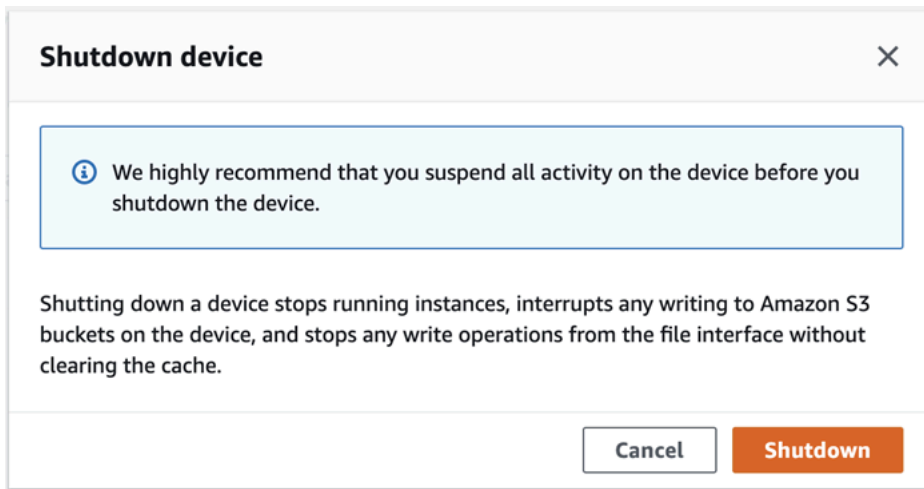 Shutdown device
We highly recommend that you suspend all activity on the device before you
shutdown the device.
Shutting down a device stops running instances, interrupts any writing to Amazon S3
buckets on the device, and stops any write operations from the file interface without
clearing the cache.
Cancel
Shutdown